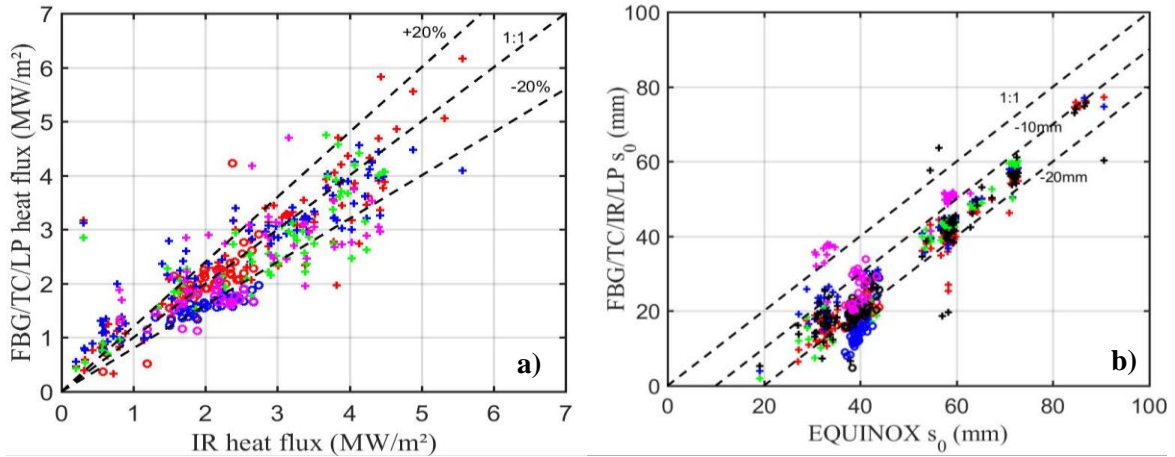 FBG/TC/LP heat flux (MW/m²)
7
6
5
4
3
2
1
0
+20%
1:1
-20%
a)
0 1 2 3 4 5 6 7
IR heat flux (MW/m²)
FBG/TC/IR/LP s₀ (mm)
100
80
60
40
20
0
1:1
-10mm
-20mm
b)
0 20 40 60 80 100
EQUINOX s₀ (mm)